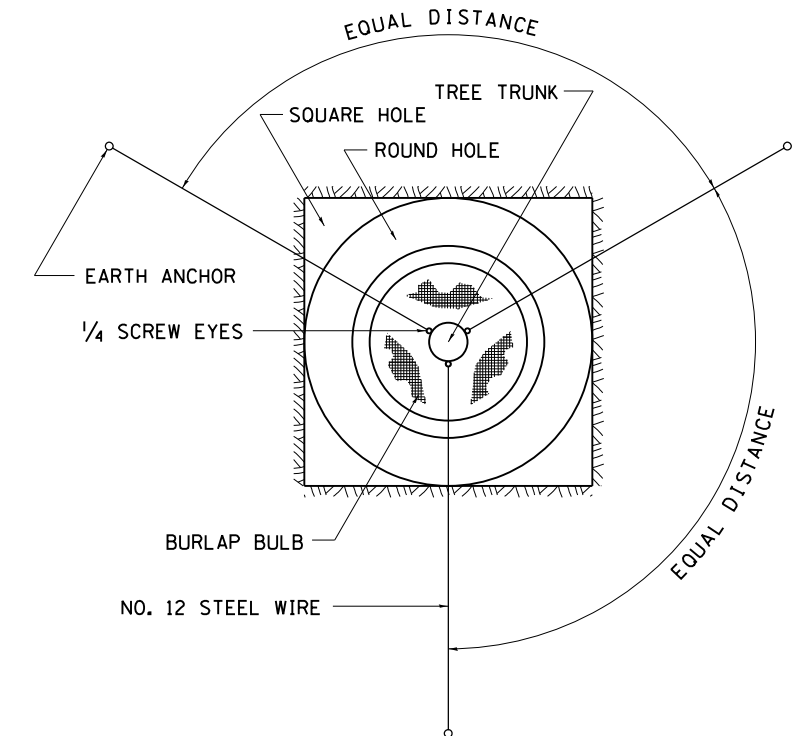 EQUAL DISTANCE
TREE TRUNK
SQUARE HOLE
ROUND HOLE
EARTH ANCHOR
1/4 SCREW EYES
EQUAL DISTANCE
BURLAP BULB
NO. 12 STEEL WIRE